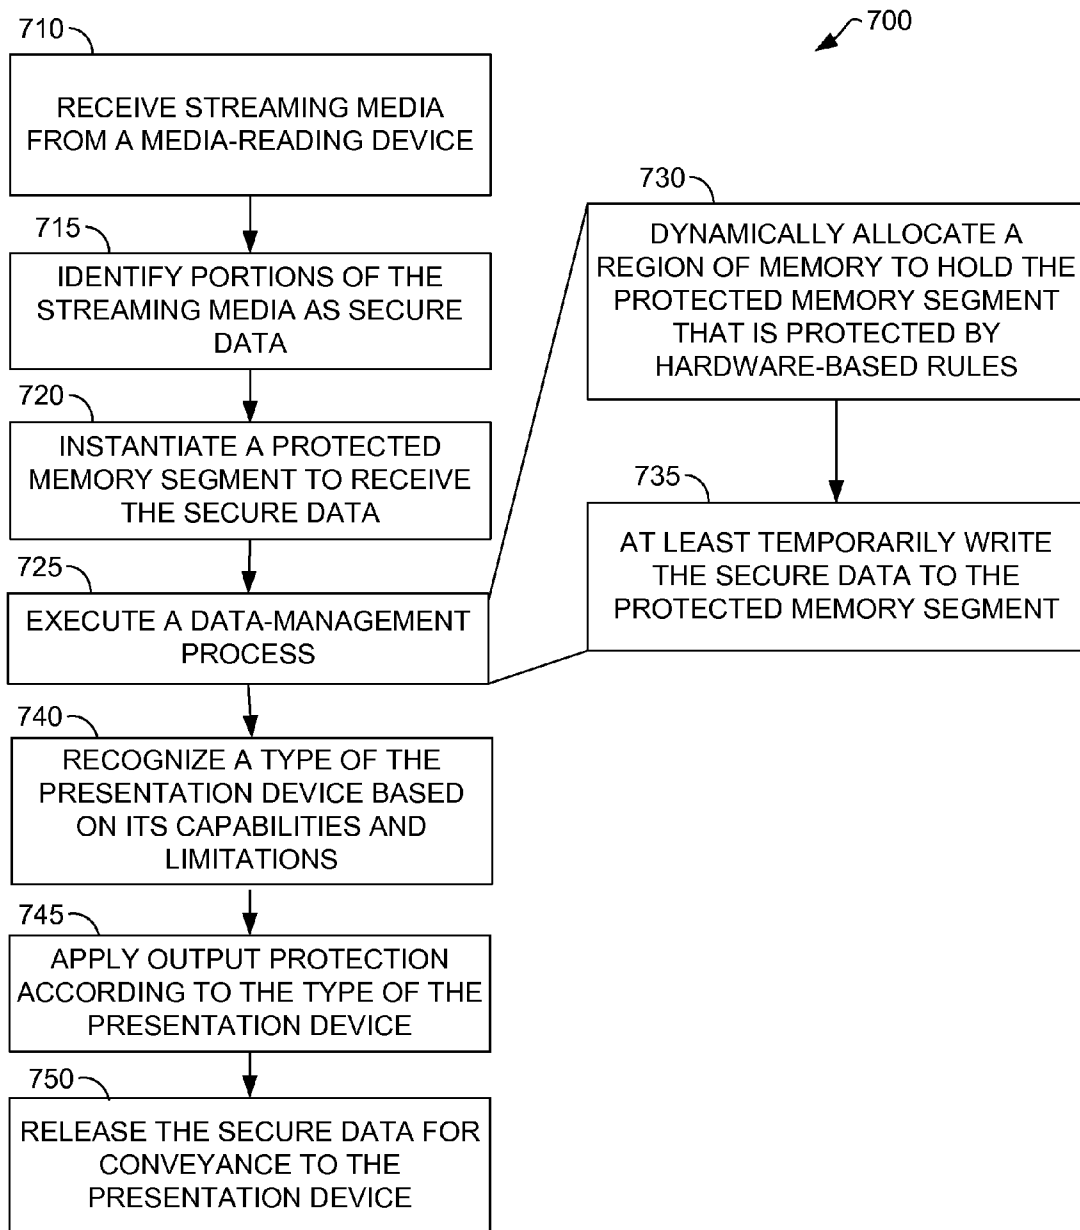 700
710
RECEIVE STREAMING MEDIA
FROM A MEDIA-READING DEVICE
715
IDENTIFY PORTIONS OF THE
STREAMING MEDIA AS SECURE
DATA
720
INSTANTIATE A PROTECTED
MEMORY SEGMENT TO RECEIVE
THE SECURE DATA
725
EXECUTE A DATA-MANAGEMENT
PROCESS
730
DYNAMICALLY ALLOCATE A
REGION OF MEMORY TO HOLD THE
PROTECTED MEMORY SEGMENT
THAT IS PROTECTED BY
HARDWARE-BASED RULES
735
AT LEAST TEMPORARILY WRITE
THE SECURE DATA TO THE
PROTECTED MEMORY SEGMENT
740
RECOGNIZE A TYPE OF THE
PRESENTATION DEVICE BASED
ON ITS CAPABILITIES AND
LIMITATIONS
745
APPLY OUTPUT PROTECTION
ACCORDING TO THE TYPE OF THE
PRESENTATION DEVICE
750
RELEASE THE SECURE DATA FOR
CONVEYANCE TO THE
PRESENTATION DEVICE